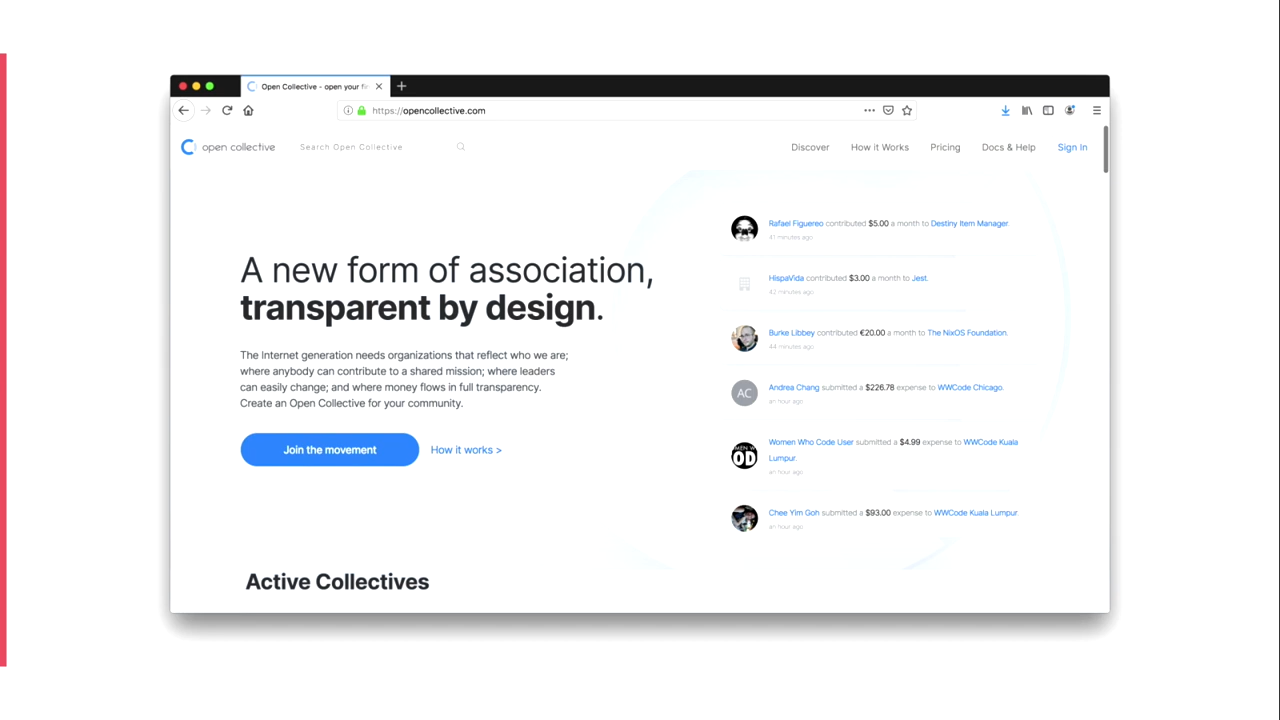 Open Collective - open your fi
https://opencollective.com
open collective
Search Open Collective
Discover
How it Works
Pricing
Docs & Help
Sign In
A new form of association,
transparent by design.
The Internet generation needs organizations that reflect who we are;
where anybody can contribute to a shared mission; where leaders
can easily change; and where money flows in full transparency.
Create an Open Collective for your community.
Join the movement
How it works >
Rafael Figuereo contributed $5.00 a month to Destiny Item Manager.
41 minutes ago
HispaVida contributed $3.00 a month to Jest.
42 minutes ago
Burke Libbey contributed €20.00 a month to The NixOS Foundation.
44 minutes ago
AC
Andrea Chang submitted a $226.78 expense to WWCode Chicago.
an hour ago
Women Who Code User submitted a $4.99 expense to WWCode Kuala
Lumpur.
an hour ago
Chee Yim Goh submitted a $93.00 expense to WWCode Kuala Lumpur
an hour ago
Active Collectives